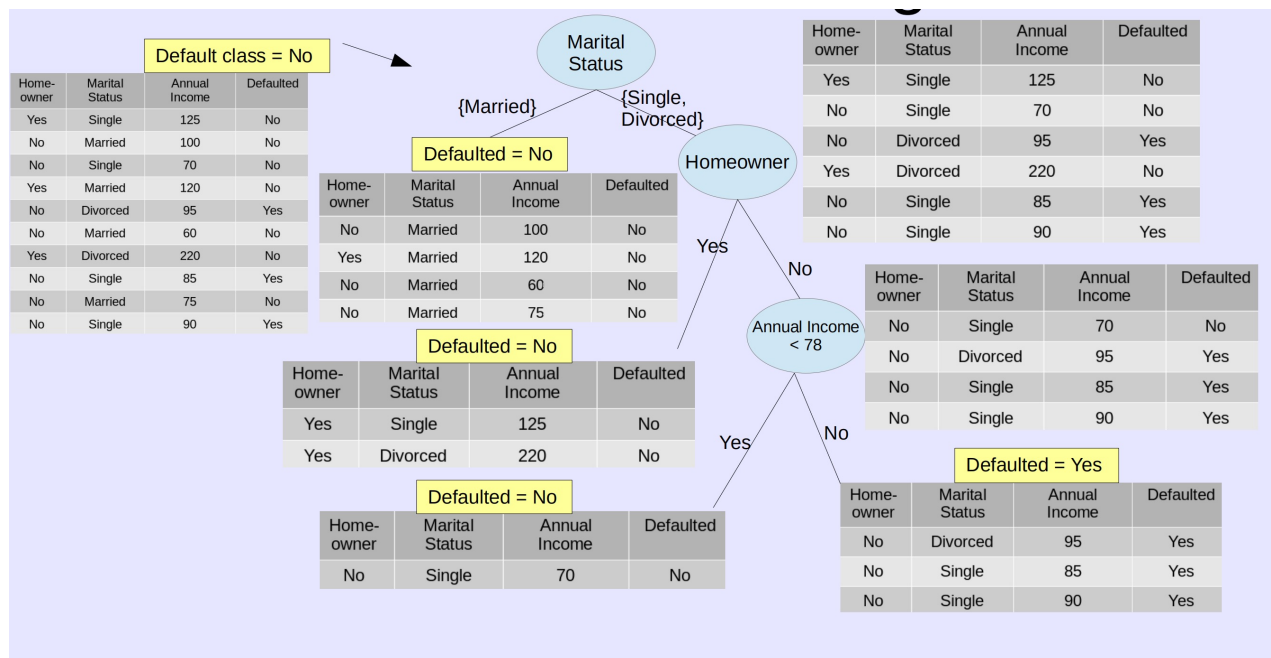 Default class = No
Home-owner Marital Status Annual Income Defaulted
Yes Single 125 No
No Married 100 No
No Single 70 No
Yes Married 120 No
No Divorced 95 Yes
No Married 60 No
Yes Divorced 220 No
No Single 85 Yes
No Married 75 No
No Single 90 Yes
Marital
Status
{Married}
{Single,
Divorced}
Home-owner Marital Status Annual Income Defaulted
Yes Single 125 No
No Single 70 No
No Divorced 95 Yes
Yes Divorced 220 No
No Single 85 Yes
No Single 90 Yes
Defaulted = No
Home-owner Marital Status Annual Income Defaulted
No Married 100 No
Yes Married 120 No
No Married 60 No
No Married 75 No
Homeowner
Yes
No
Defaulted = No
Home-owner Marital Status Annual Income Defaulted
Yes Single 125 No
Yes Divorced 220 No
Annual Income
< 78
Home-owner Marital Status Annual Income Defaulted
No Single 70 No
No Divorced 95 Yes
No Single 85 Yes
No Single 90 Yes
Yes
No
Defaulted = No
Home-owner Marital Status Annual Income Defaulted
No Single 70 No
Defaulted = Yes
Home-owner Marital Status Annual Income Defaulted
No Divorced 95 Yes
No Single 85 Yes
No Single 90 Yes